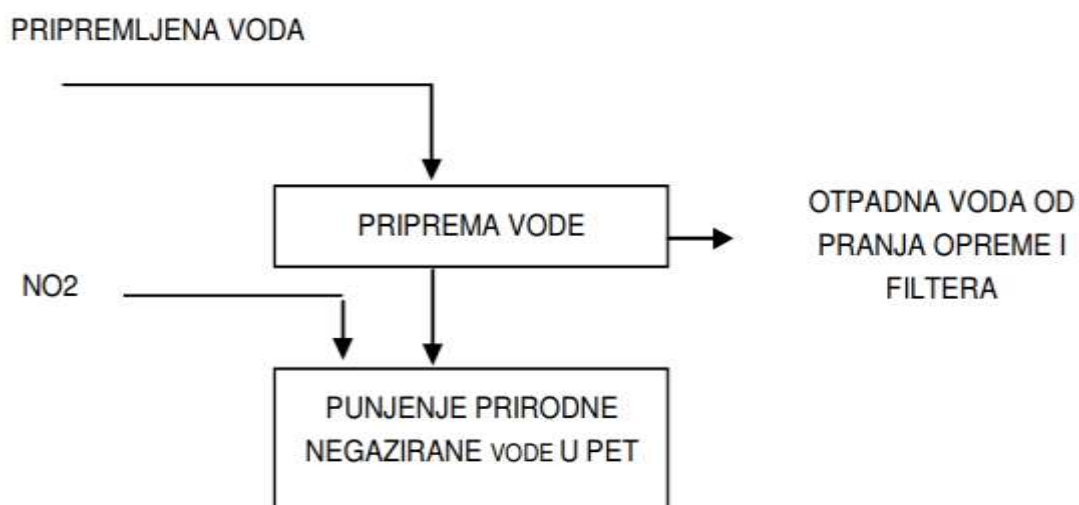 PRIPREMLJENA VODA
PRIPREMA VODE
OTPADNA VODA OD
PRANJA OPREME I
FILTERA
NO2
PUNJENJE PRIRODNE
NEGAZIRANE VODE U PET